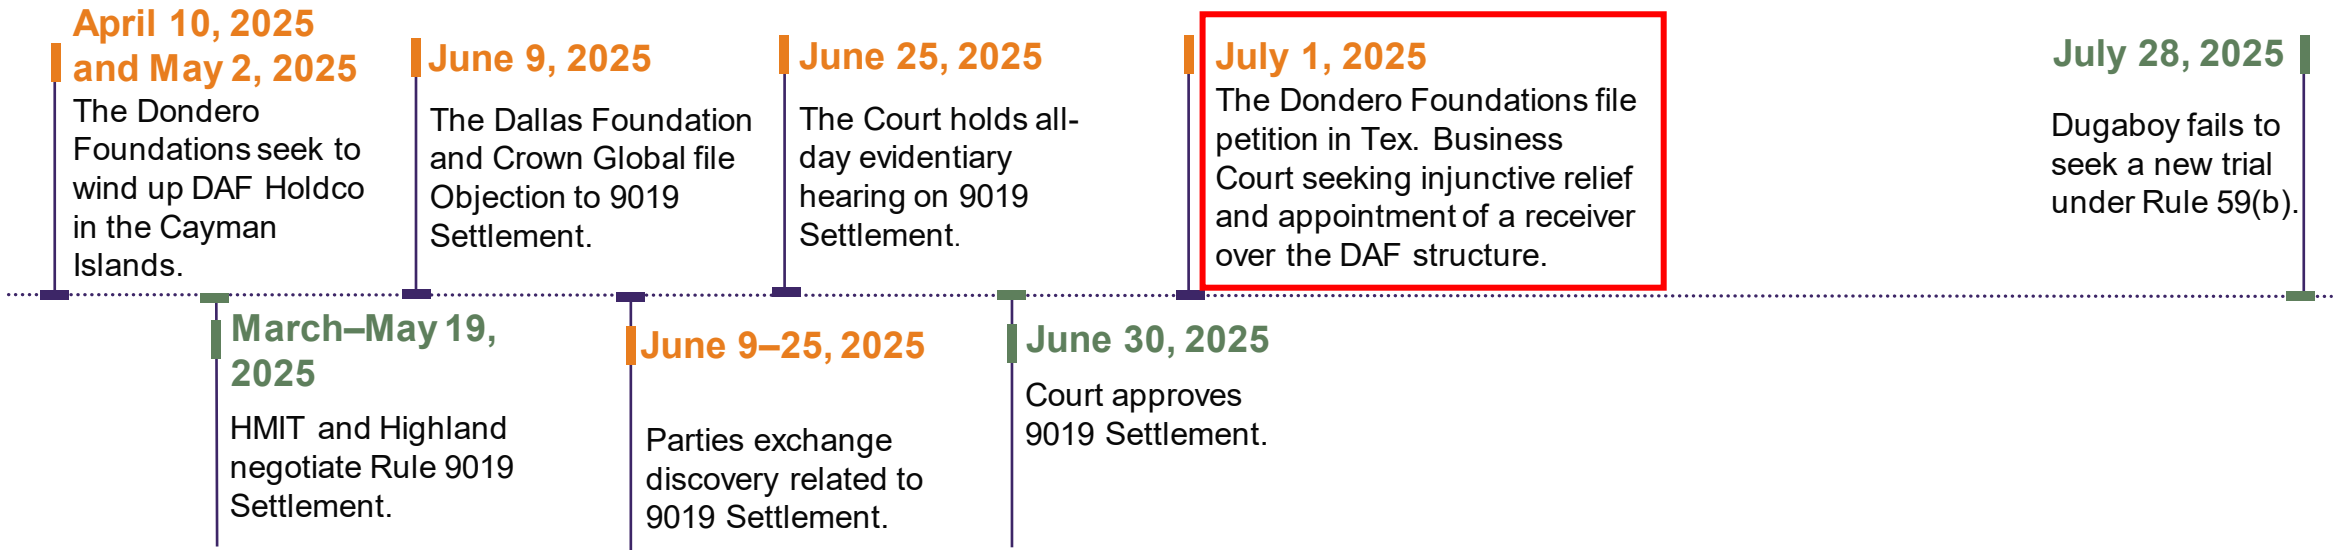 April 10, 2025
and May 2, 2025
The Dondero
Foundations seek to
wind up DAF Holdco
in the Cayman
Islands.
March–May 19,
2025
HMIT and Highland
negotiate Rule 9019
Settlement.
June 9, 2025
The Dallas Foundation
and Crown Global file
Objection to 9019
Settlement.
June 9–25, 2025
Parties exchange
discovery related to
9019 Settlement.
June 25, 2025
The Court holds all-
day evidentiary
hearing on 9019
Settlement.
June 30, 2025
Court approves
9019 Settlement.
July 1, 2025
The Dondero Foundations file
petition in Tex. Business
Court seeking injunctive relief
and appointment of a receiver
over the DAF structure.
July 28, 2025
Dugaboy fails to
seek a new trial
under Rule 59(b).